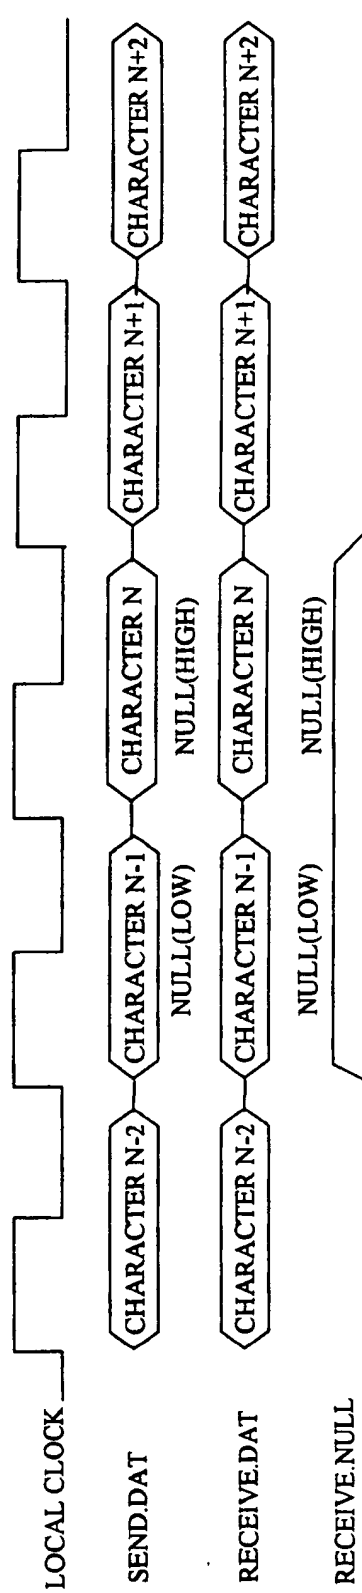 LOCAL CLOCK
SEND.DAT
CHARACTER N-2
CHARACTER N-1
CHARACTER N
CHARACTER N+1
CHARACTER N+2
NULL(LOW)
NULL(HIGH)
RECEIVE.DAT
CHARACTER N-2
CHARACTER N-1
CHARACTER N
CHARACTER N+1
CHARACTER N+2
NULL(LOW)
NULL(HIGH)
RECEIVE.NULL